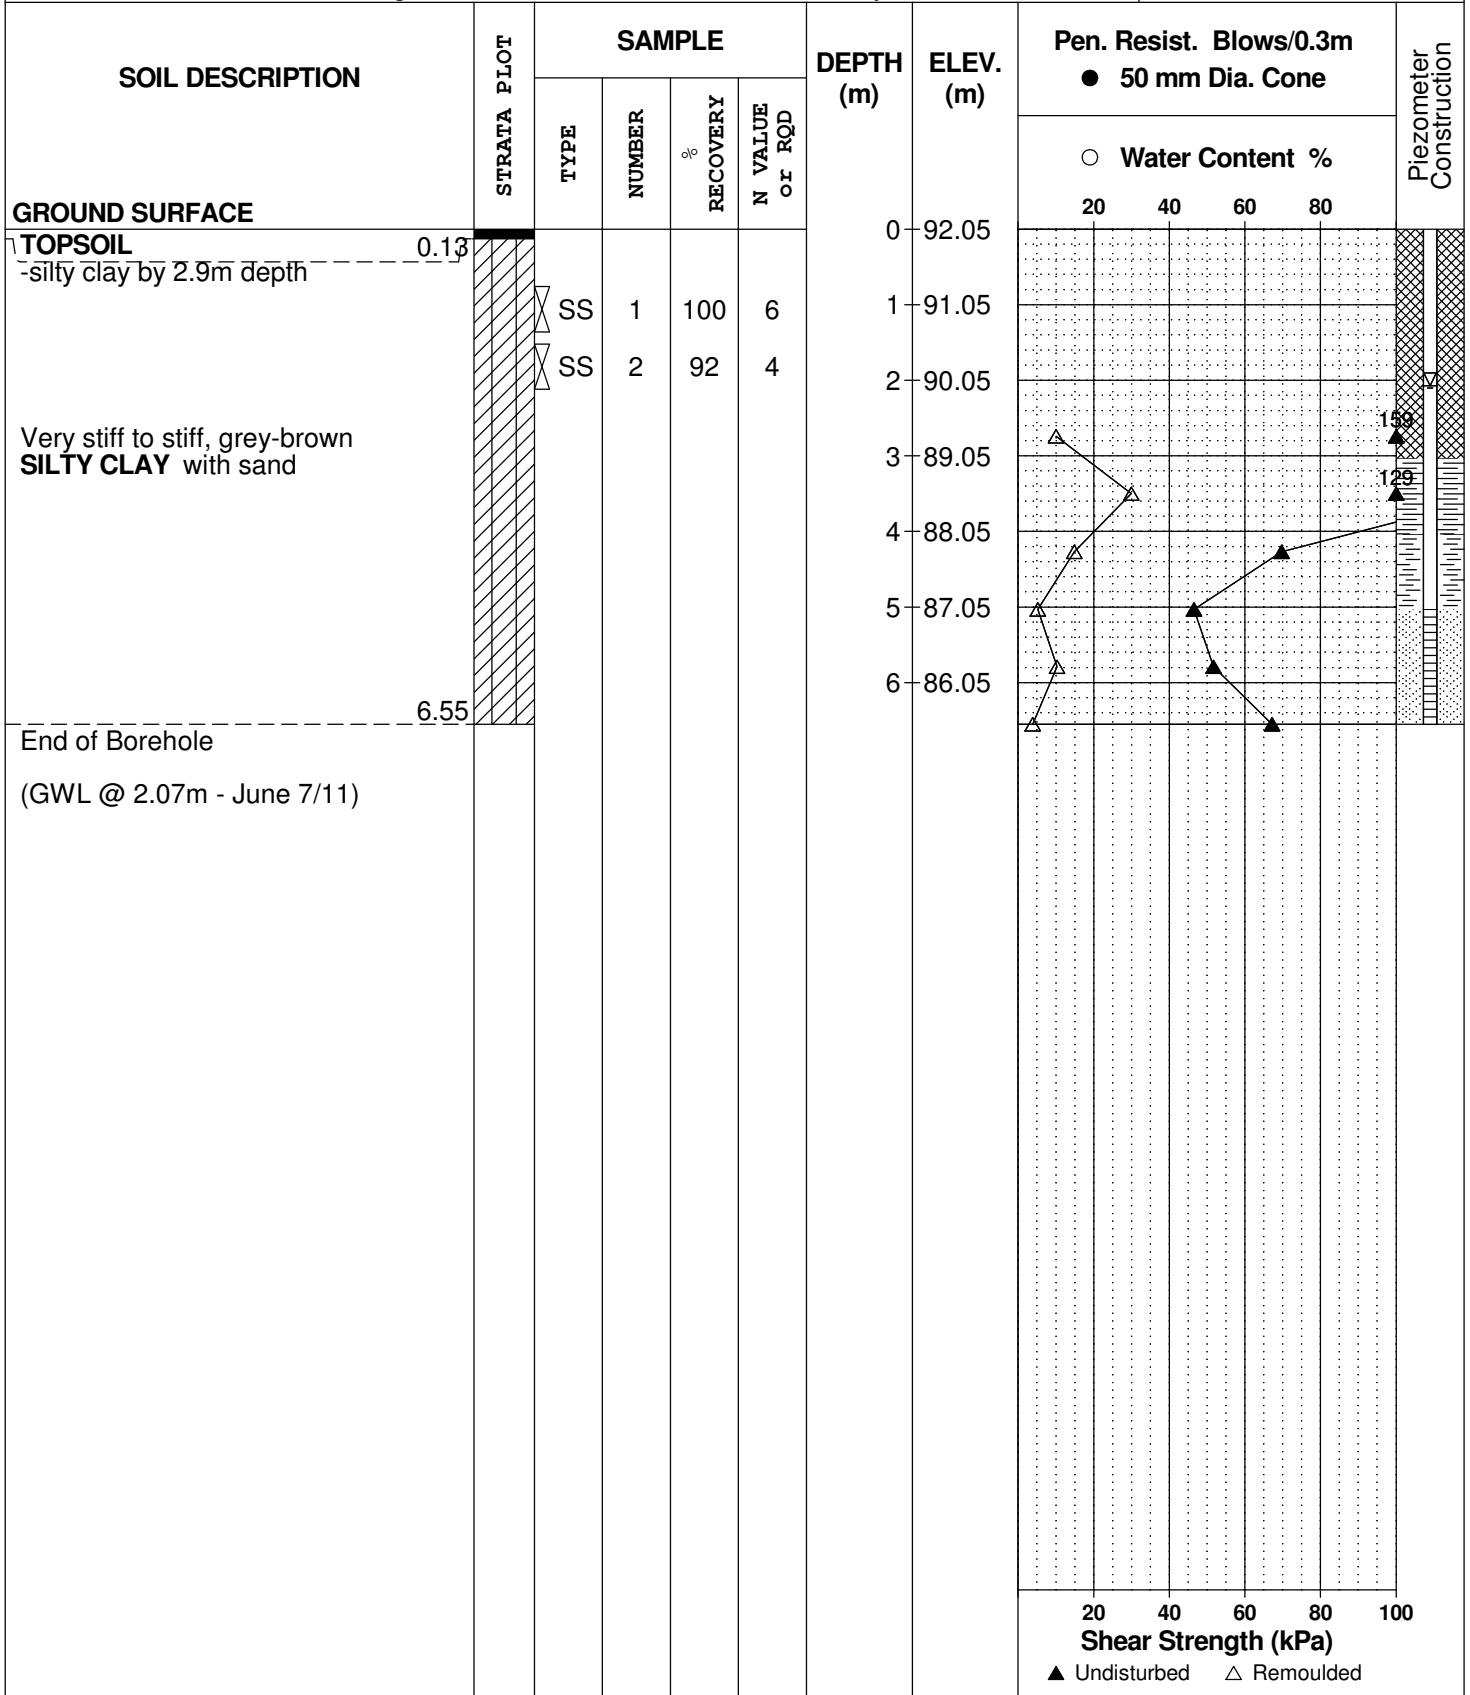 SOIL DESCRIPTION
GROUND SURFACE
STRATA PLOT
SAMPLE
TYPE
NUMBER
%
RECOVERY
N VALUE
or RQD
DEPTH
(m)
ELEV.
(m)
Pen. Resist. Blows/0.3m
● 50 mm Dia. Cone
○ Water Content %
20 40 60 80
Piezometer
Construction
0 92.05
TOPSOIL 0.13
-silty clay by 2.9m depth
SS 1 100 6
1 91.05
SS 2 92 4
2 90.05
159
Very stiff to stiff, grey-brown
SILTY CLAY with sand
3 89.05
129
4 88.05
5 87.05
6 86.05
6.55
End of Borehole
(GWL @ 2.07m - June 7/11)
20 40 60 80 100
Shear Strength (kPa)
▲ Undisturbed △ Remoulded